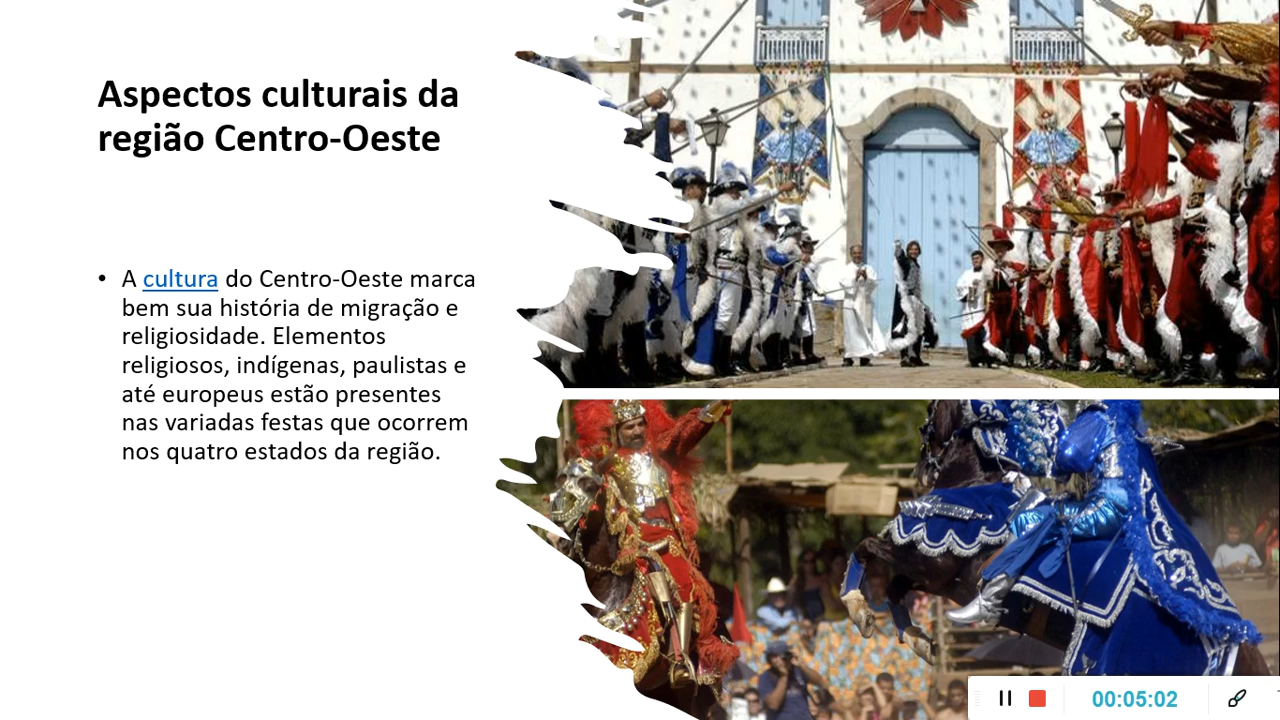 Aspectos culturais da
região Centro-Oeste
• A cultura do Centro-Oeste marca
bem sua história de migração e
religiosidade. Elementos
religiosos, indígenas, paulistas e
até europeus estão presentes
nas variadas festas que ocorrem
nos quatro estados da região.
00:05:02